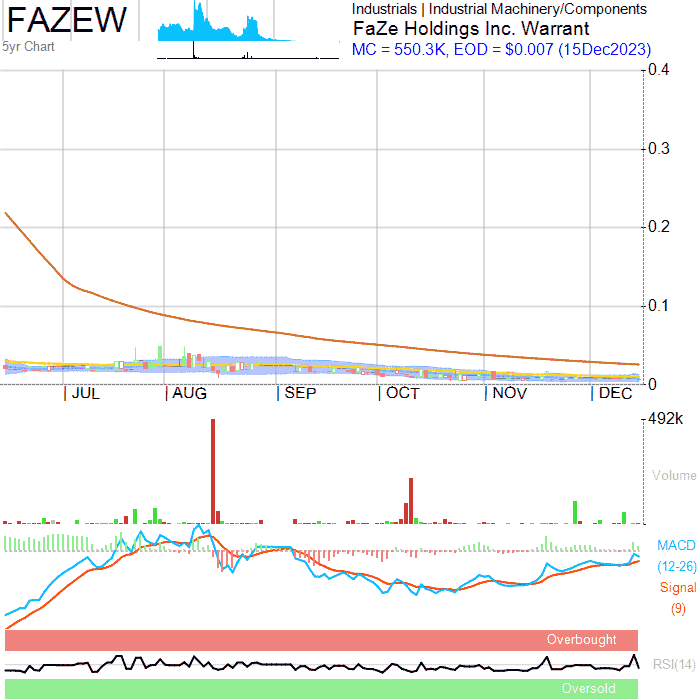 FAZEW
5yr Chart
Industrials | Industrial Machinery/Components
FaZe Holdings Inc. Warrant
MC = 550.3K, EOD = $0.007 (15Dec2023)
0.4
0.3
0.2
0.1
0
JUL AUG SEP OCT NOV DEC
492k
Volume
MACD
(12-26)
Signal
(9)
Overbought
RSI(14)
Oversold